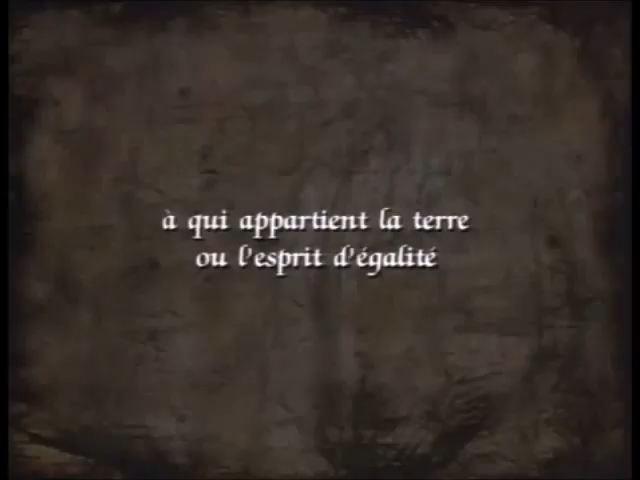 à qui appartient la terre
ou l'esprit d'égalité